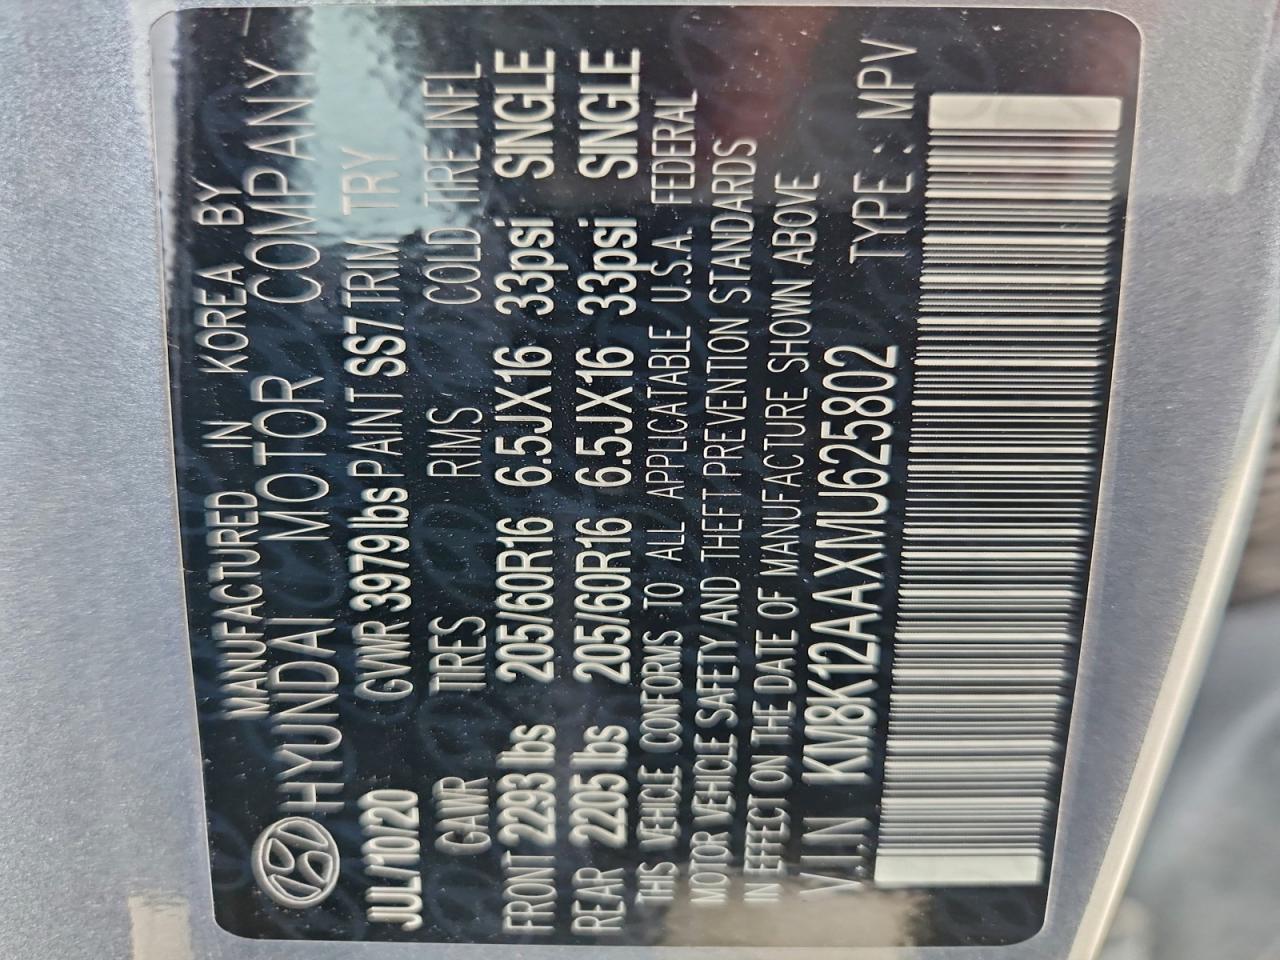 MANUFACTURED IN KOREA BY
HYUNDAI MOTOR COMPANY
JUL/10/20 GVWR 3979lbs PAINT SS7 TRIM TRY
GAWR TIRES RIMS COLD TIRE INFL
FRONT 2293 lbs 205/60R16 6.5JX16 33psi SINGLE
REAR 2205 lbs 205/60R16 6.5JX16 33psi SINGLE
THIS VEHICLE CONFORMS TO ALL APPLICATABLE U.S.A. FEDERAL
MOTOR VEHICLE SAFETY AND THEFT PREVENTION STANDARDS
IN EFFECT ON THE DATE OF MANUFACTURE SHOWN ABOVE
V.I.N KM8K12AAXMU625802 TYPE : MPV